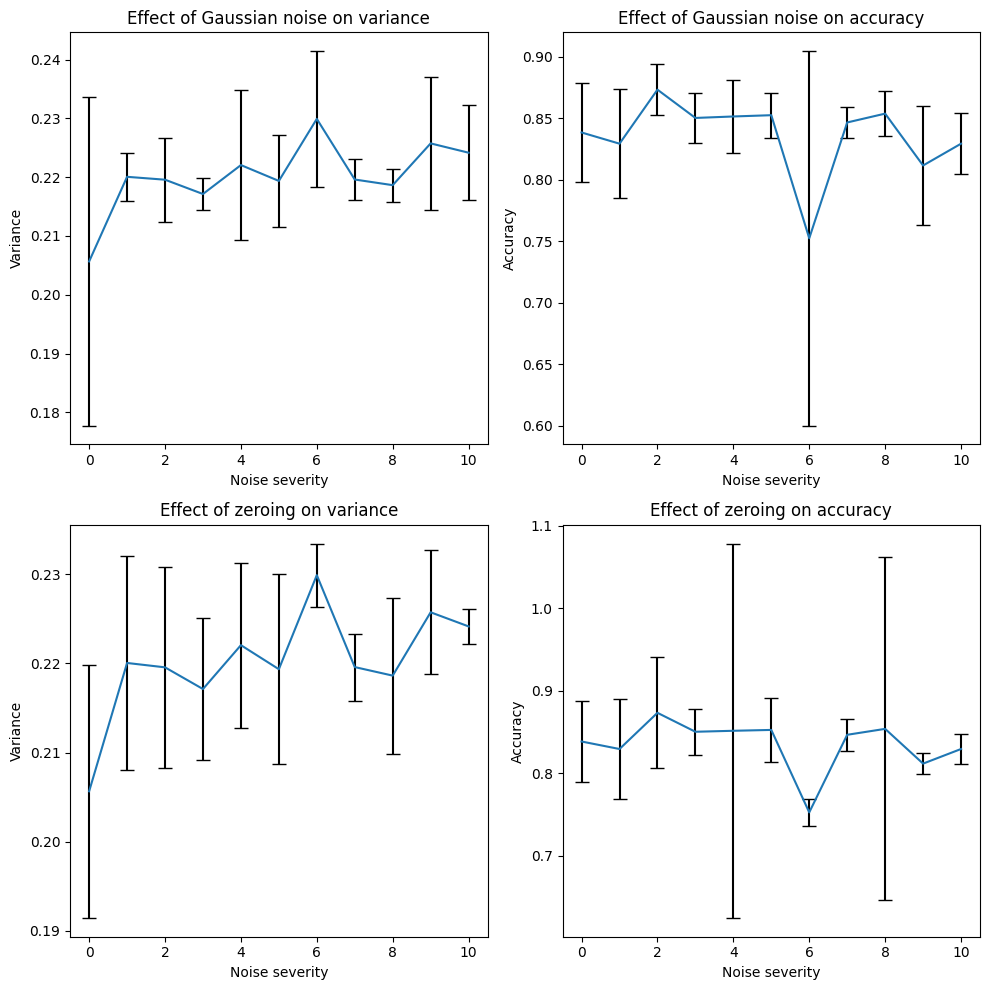 Effect of Gaussian noise on variance
0.24
0.23
0.22
0.21
0.20
0.19
0.18
Variance
0 2 4 6 8 10
Noise severity
Effect of Gaussian noise on accuracy
0.90
0.85
0.80
0.75
0.70
0.65
0.60
Accuracy
0 2 4 6 8 10
Noise severity
Effect of zeroing on variance
0.23
0.22
0.21
0.20
0.19
Variance
0 2 4 6 8 10
Noise severity
Effect of zeroing on accuracy
1.1
1.0
0.9
0.8
0.7
Accuracy
0 2 4 6 8 10
Noise severity